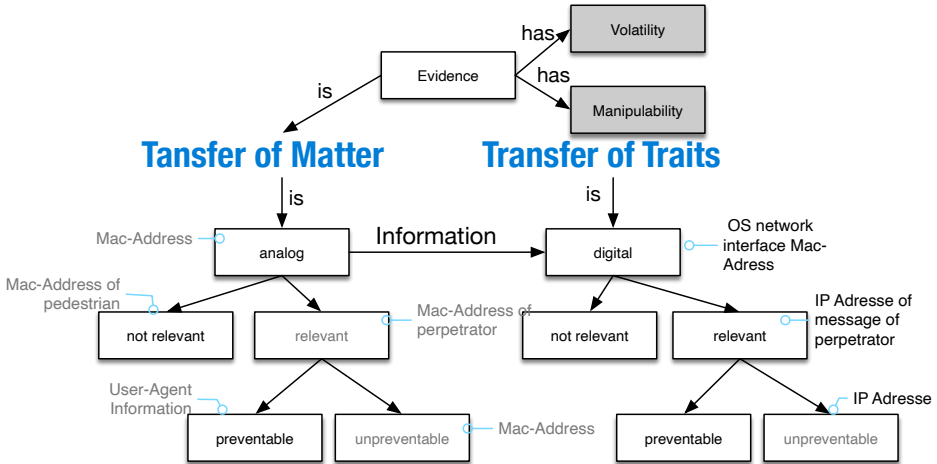 has
Volatility
Evidence
has
is
Manipulability
Tansfer of Matter
Transfer of Traits
is
is
Mac-Address
analog
Information
digital
OS network
interface Mac-
Adress
Mac-Address of
pedestrian
not relevant
relevant
Mac-Address of
perpetrator
not relevant
relevant
IP Adresse of
message of
perpetrator
User-Agent
Information
preventable
unpreventable
Mac-Address
preventable
unpreventable
IP Adresse